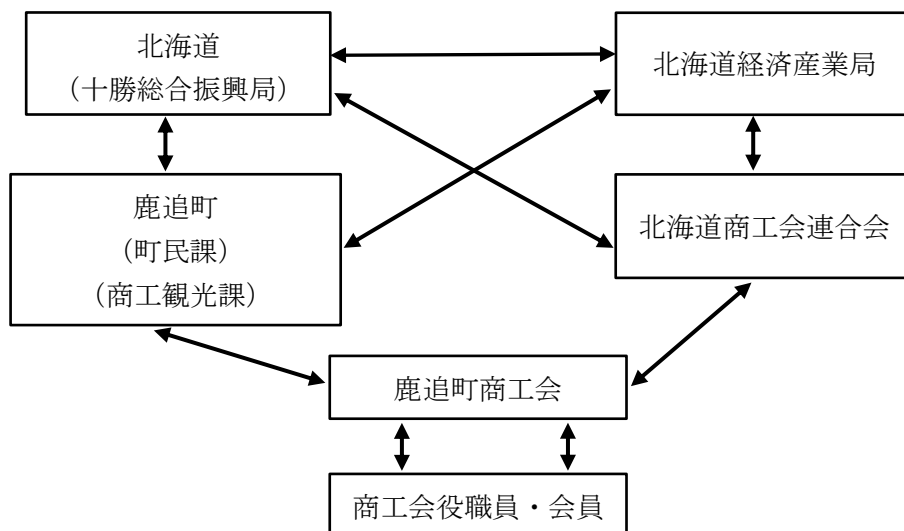 北海道
（十勝総合振興局）
北海道経済産業局
鹿追町
（町民課）
（商工観光課）
北海道商工会連合会
鹿追町商工会
商工会役職員・会員